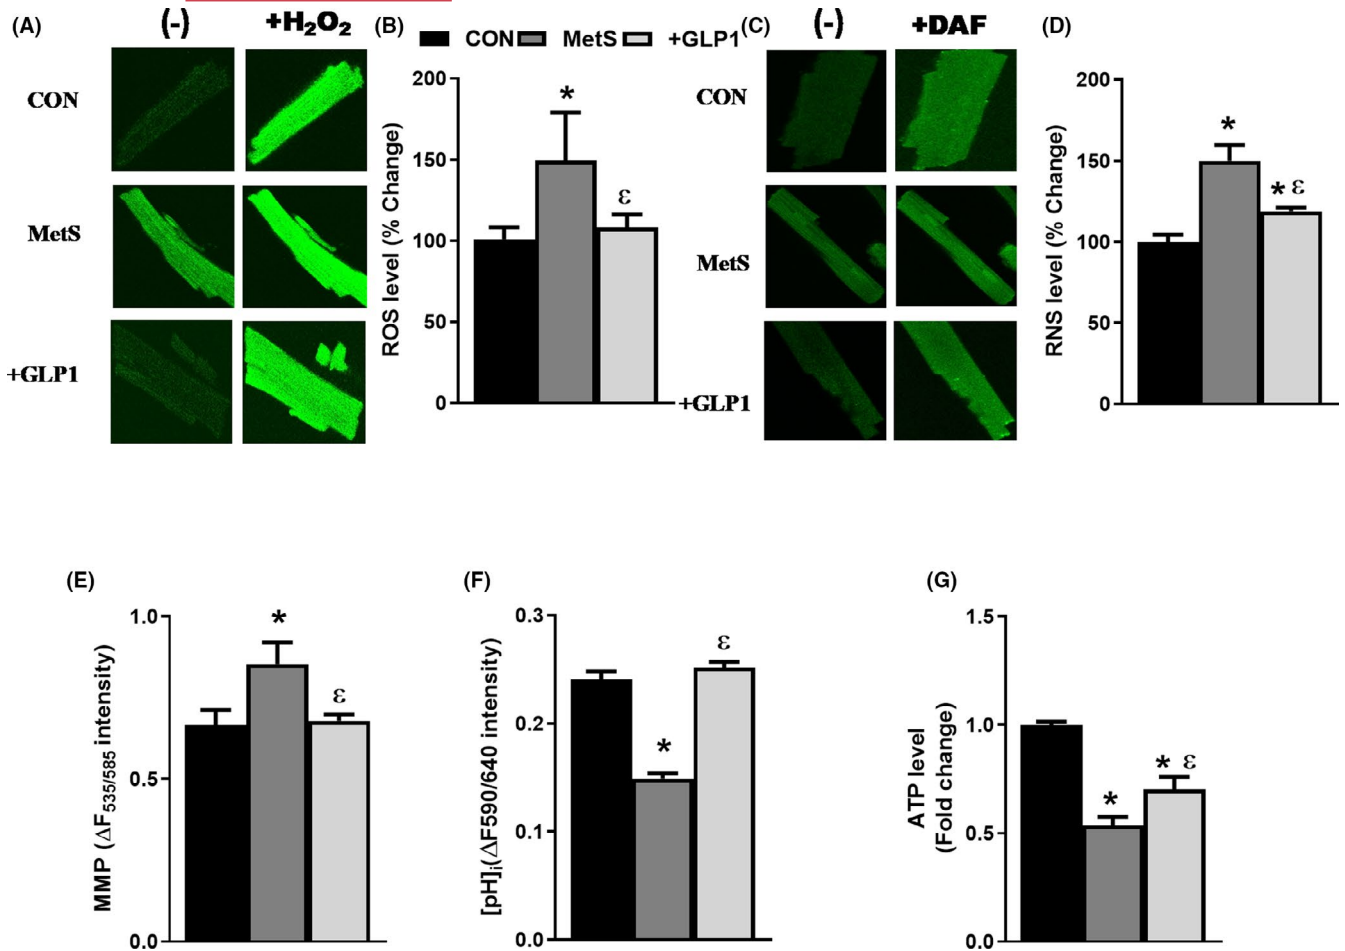 (A) (-) +H₂O₂
CON
MetS
+GLP1
(B) CON MetS +GLP1
ROS level (% Change)
200
150
100
50
0
*
ε
(C) (-) +DAF
CON
MetS
+GLP1
(D)
RNS level (% Change)
200
150
100
50
0
*
* ε
(E)
MMP (ΔF535/585 intensity)
1.0
0.5
0.0
*
ε
(F)
[pH]i(ΔF590/640 intensity)
0.3
0.2
0.1
0.0
*
ε
(G)
ATP level
(Fold change)
1.5
1.0
0.5
0.0
*
* ε